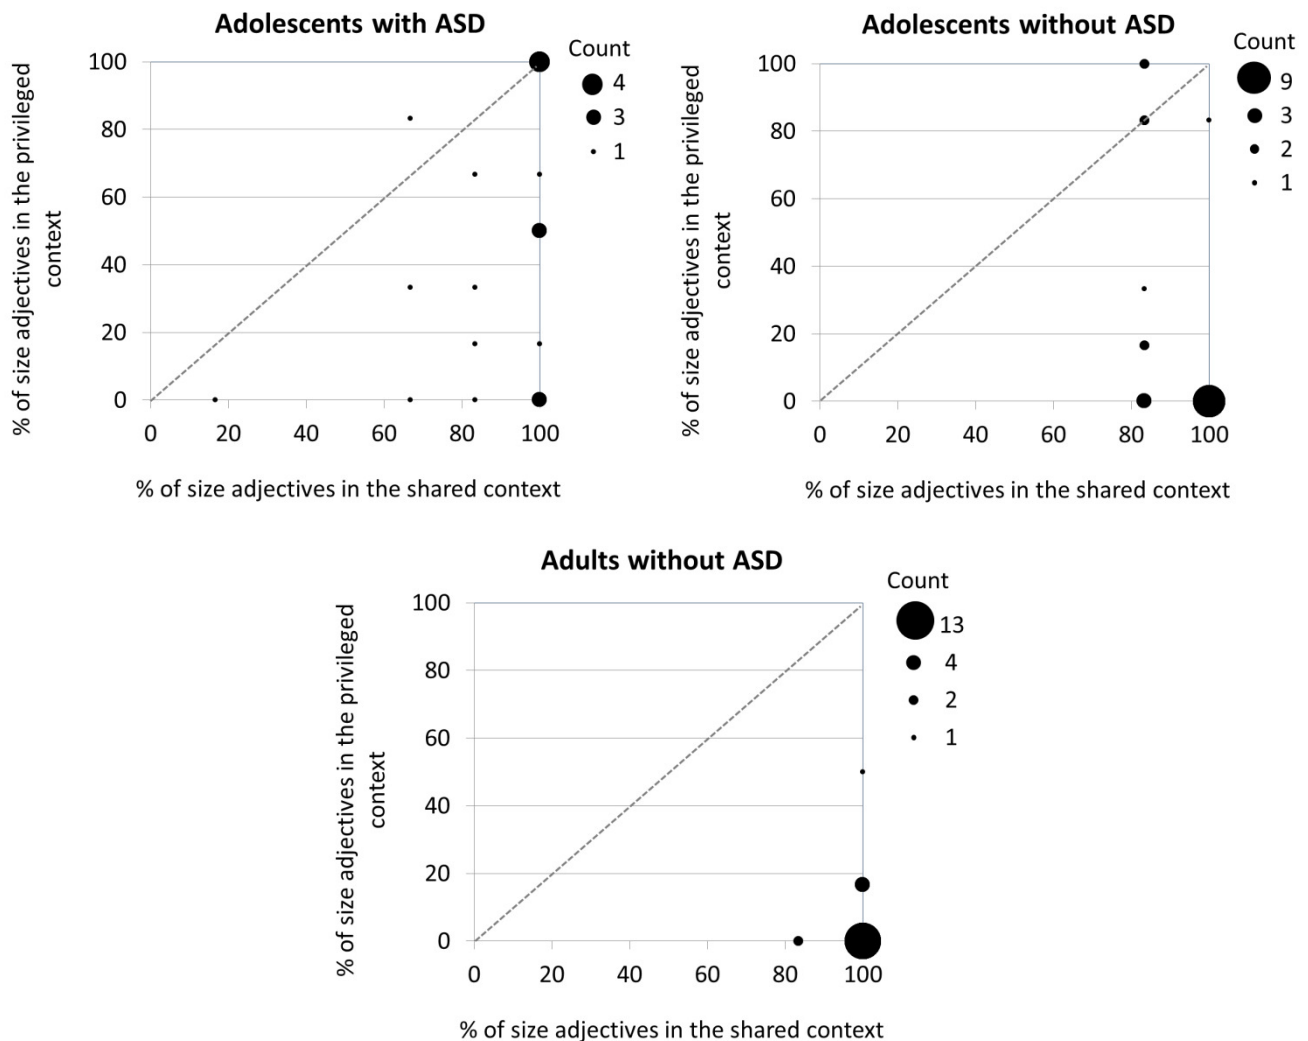 Adolescents with ASD
Count
4
3
1
% of size adjectives in the privileged
context
100
80
60
40
20
0
0 20 40 60 80 100
% of size adjectives in the shared context
Adolescents without ASD
Count
9
3
2
1
% of size adjectives in the privileged
context
100
80
60
40
20
0
0 20 40 60 80 100
% of size adjectives in the shared context
Adults without ASD
Count
13
4
2
1
% of size adjectives in the privileged
context
100
80
60
40
20
0
0 20 40 60 80 100
% of size adjectives in the shared context